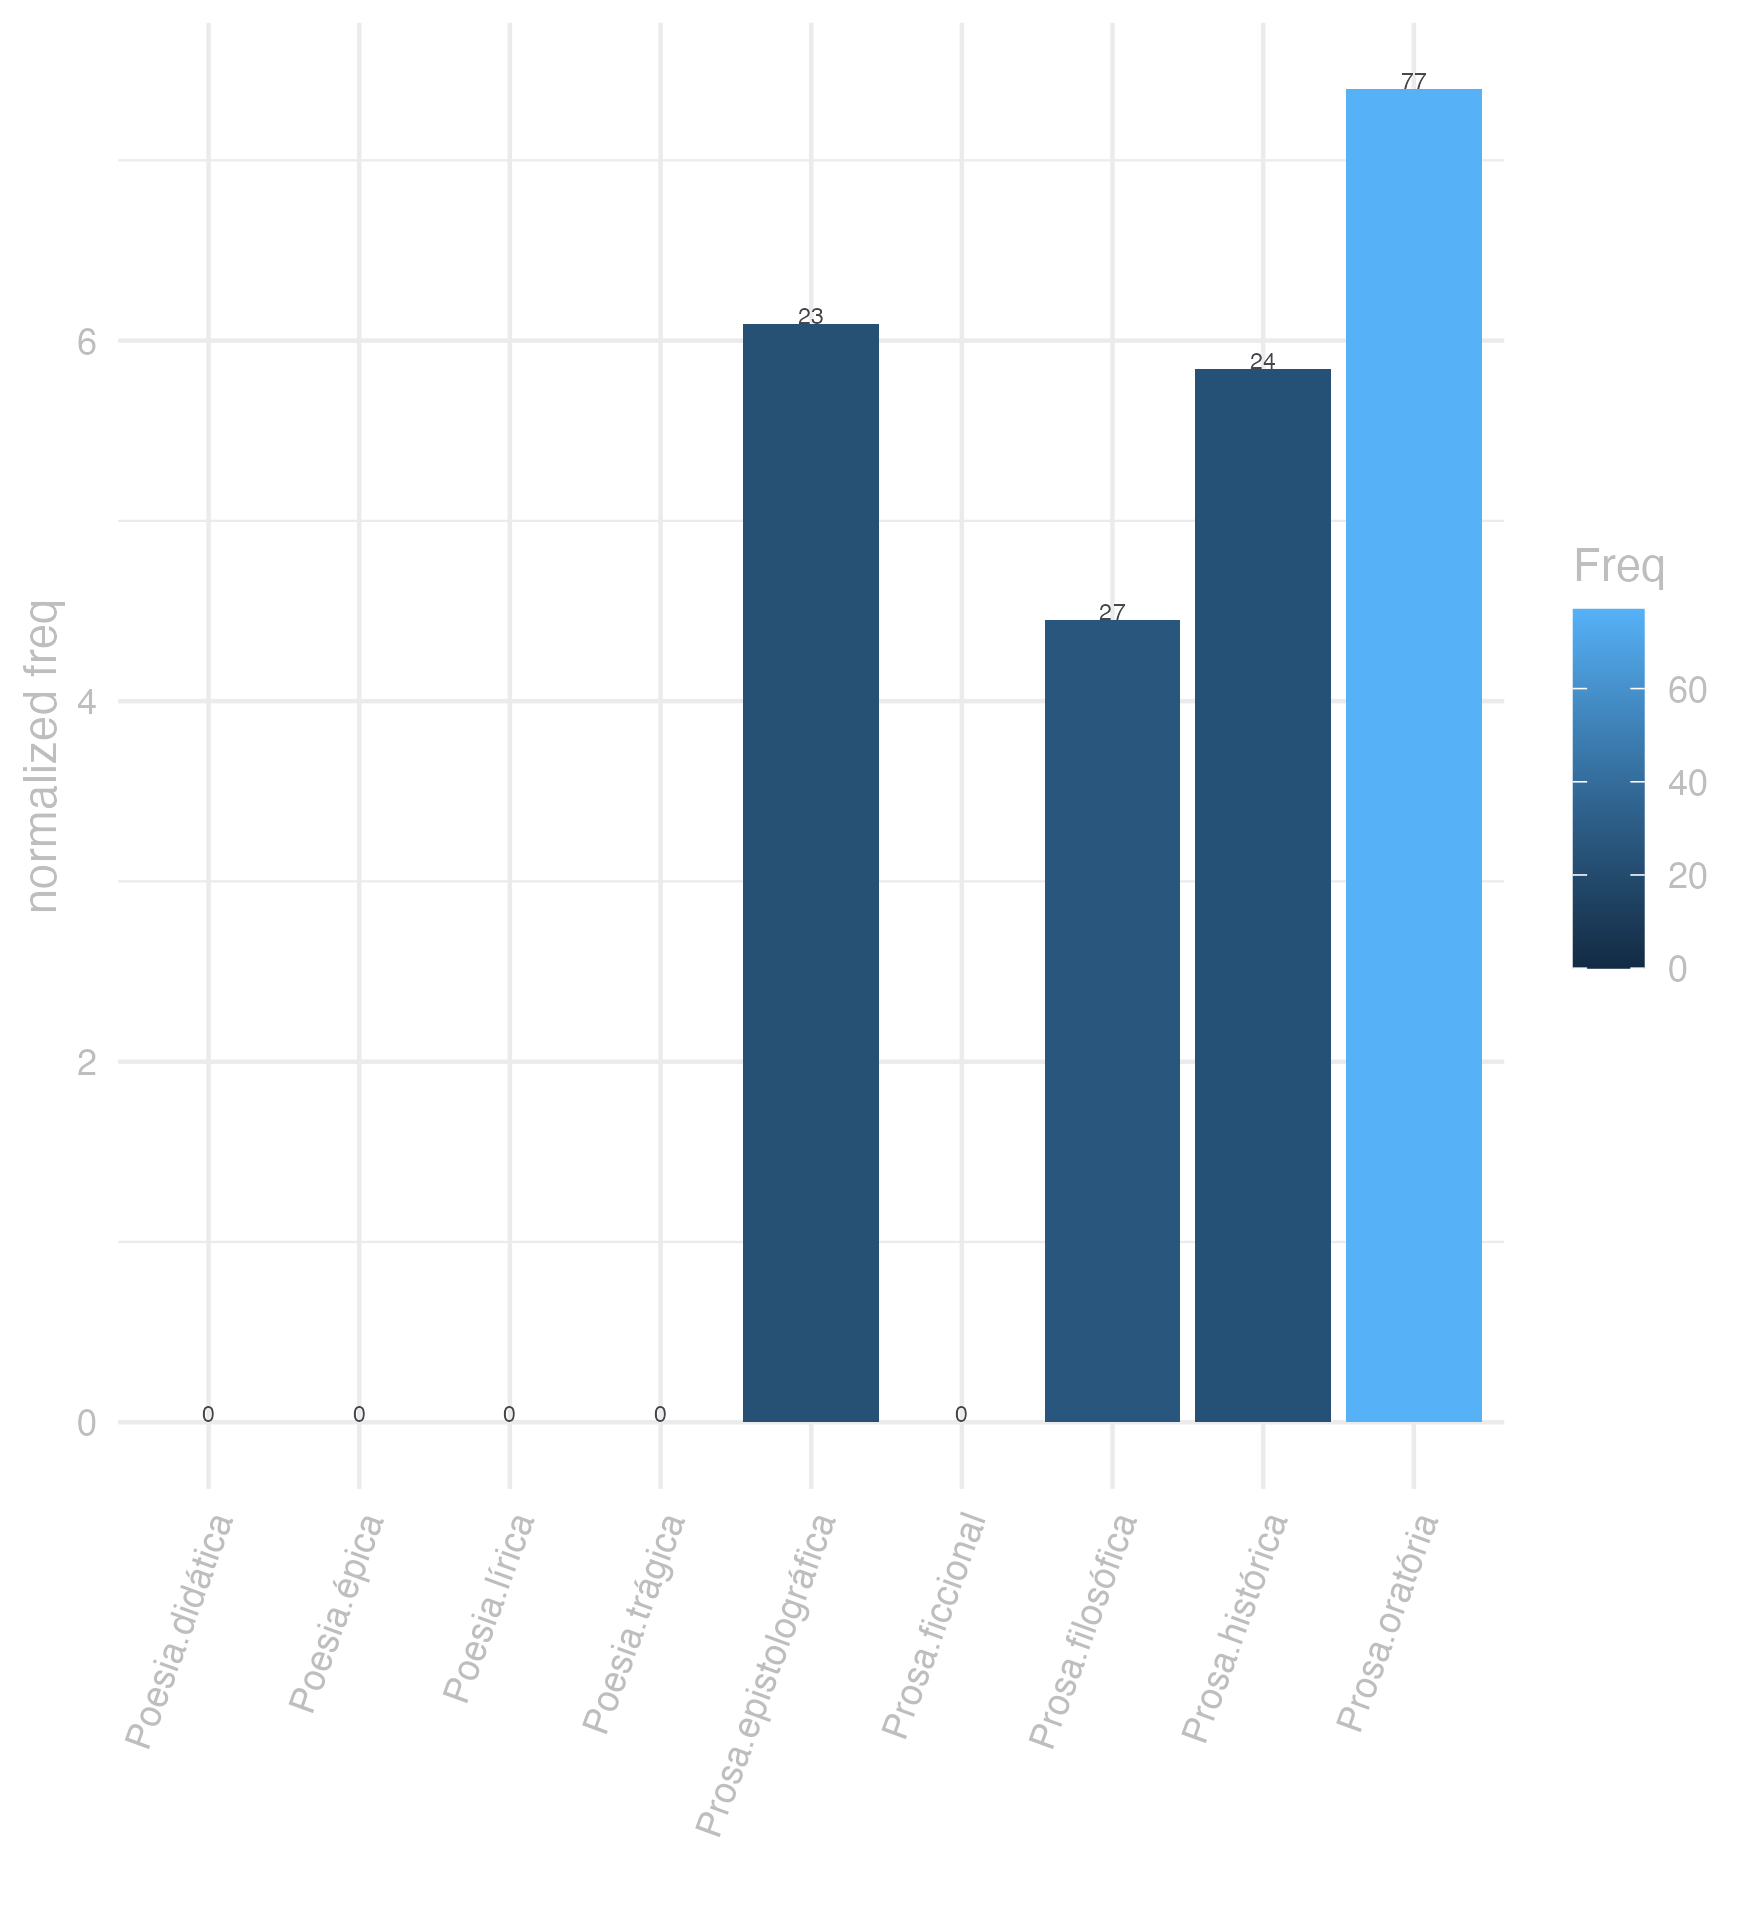 normalized freq
6
4
2
0
77
23
24
27
0
0
0
0
0
Poesia.didática
Poesia.épica
Poesia.lírica
Poesia.trágica
Prosa.epistolográfica
Prosa.ficcional
Prosa.filosófica
Prosa.histórica
Prosa.oratória
Freq
60
40
20
0